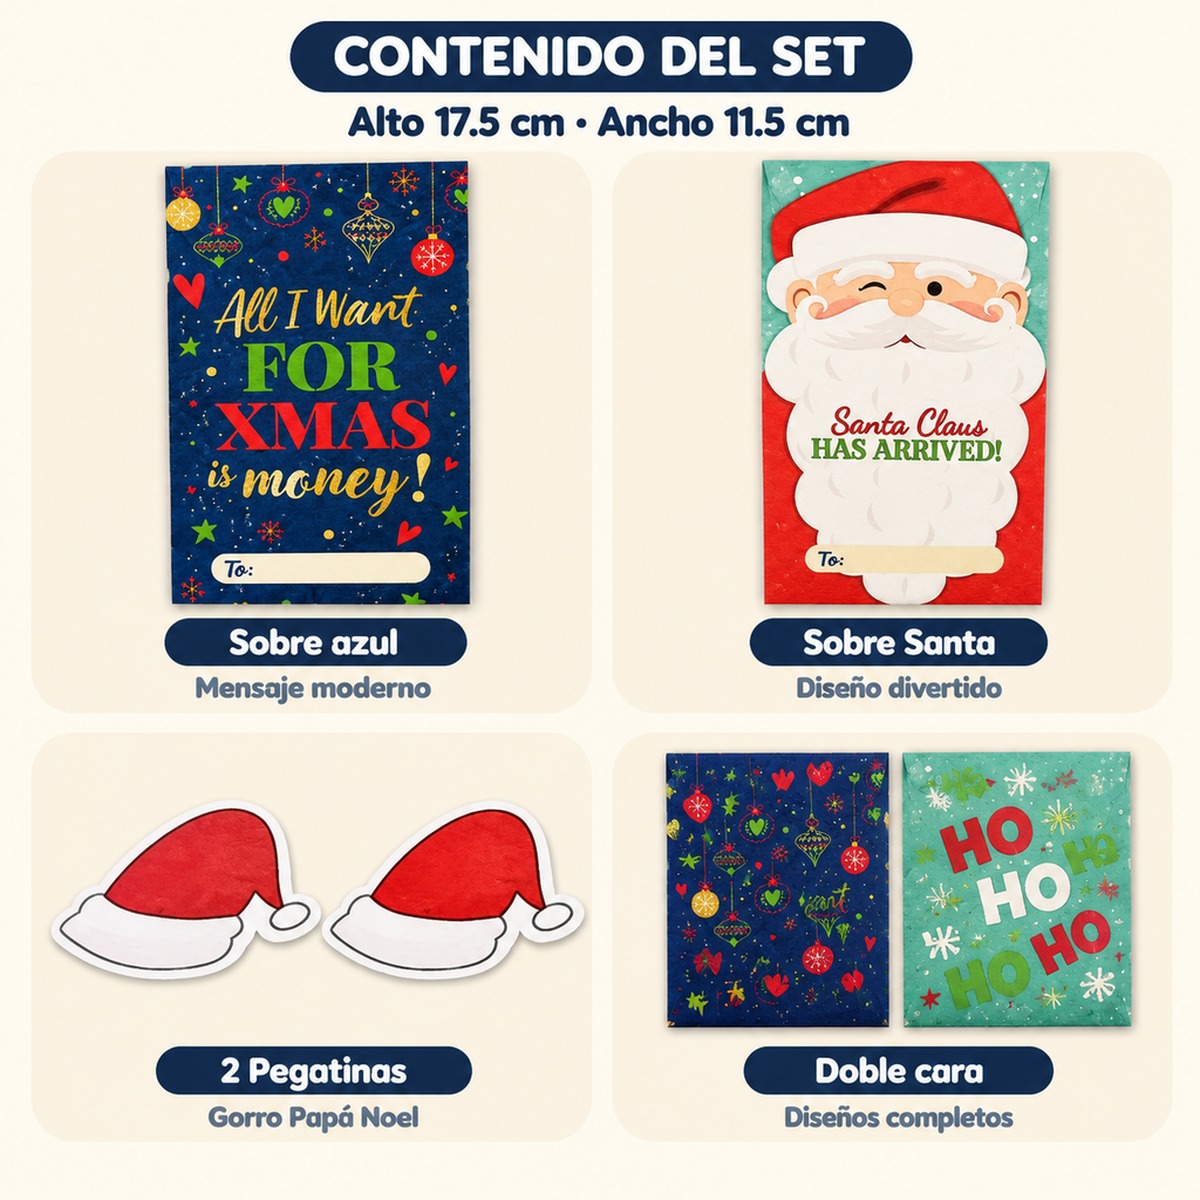 CONTENIDO DEL SET
Alto 17.5 cm • Ancho 11.5 cm
All I Want
FOR
XMAS
is money!
To:
Sobre azul
Mensaje moderno
Santa Claus
HAS ARRIVED!
To:
Sobre Santa
Diseño divertido
2 Pegatinas
Gorro Papá Noel
want
HO
HO
HO
HO
HO
Doble cara
Diseños completos